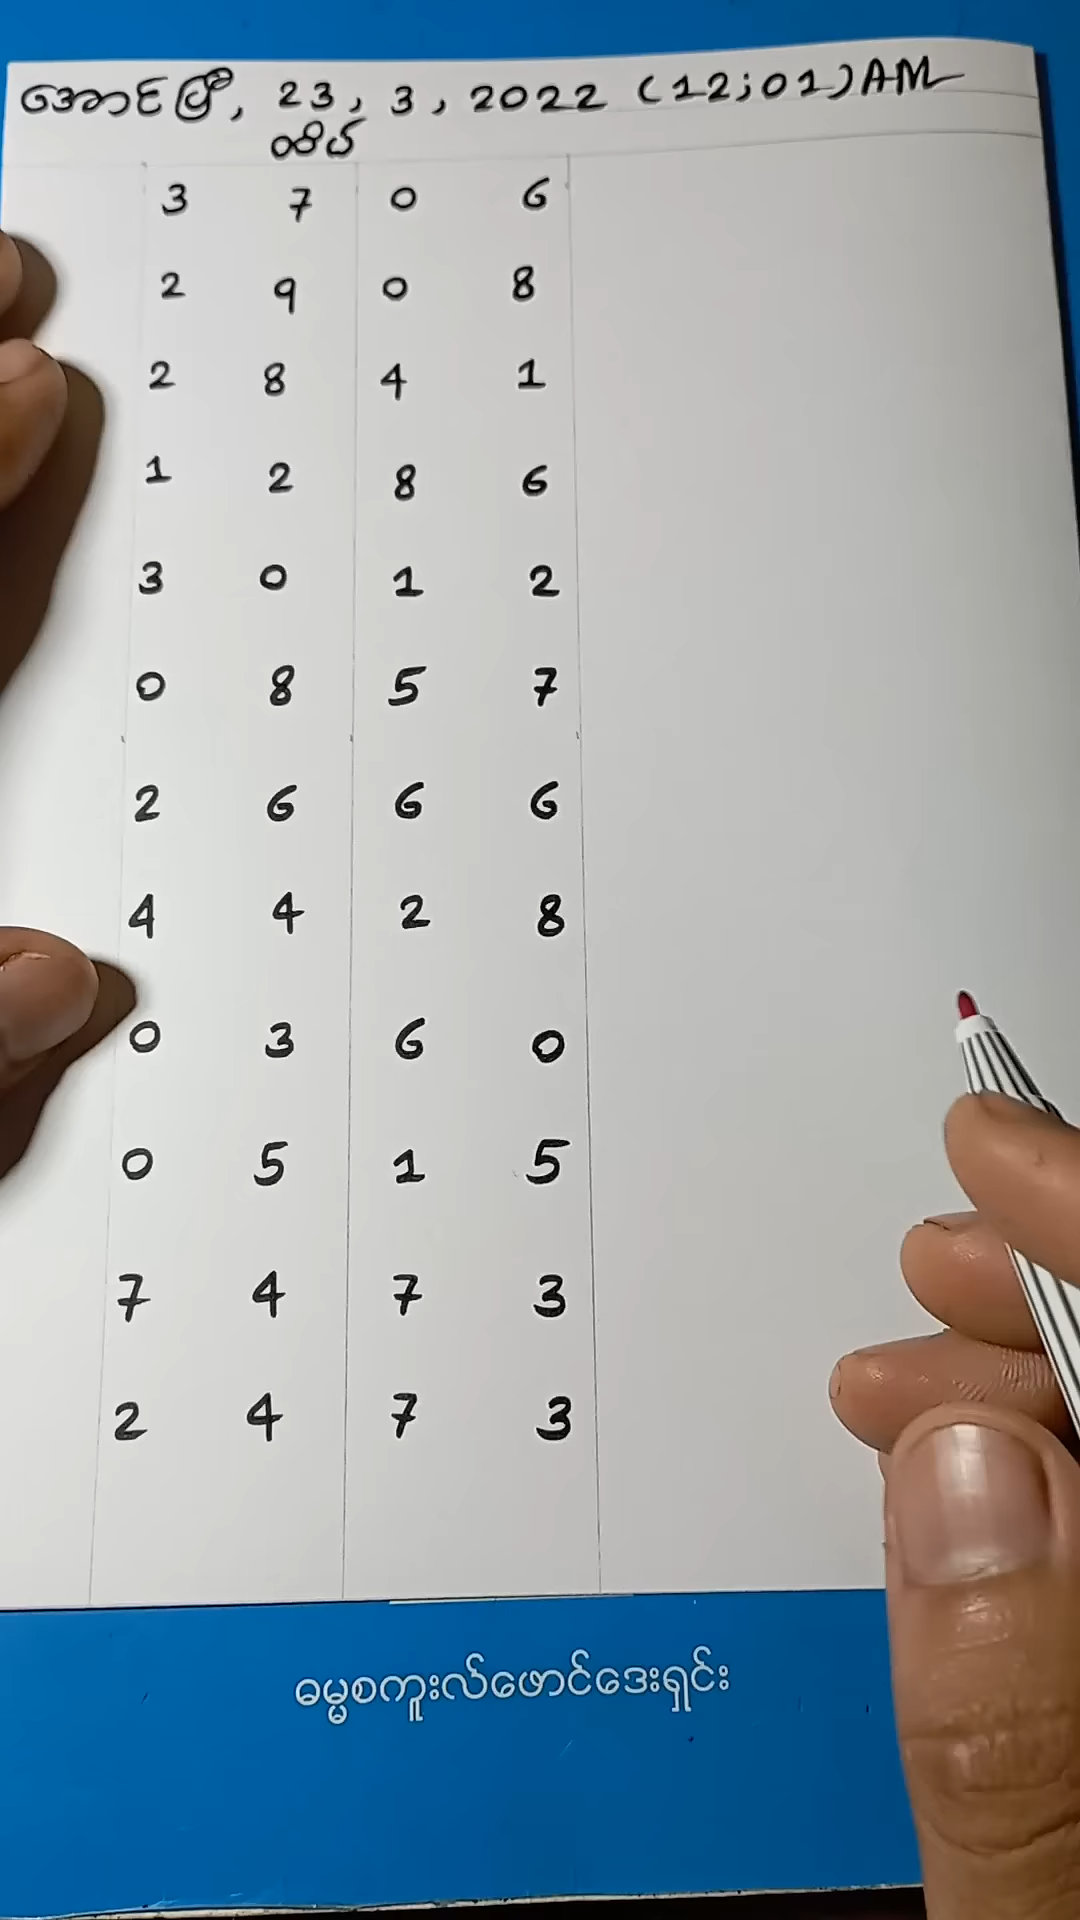 အောင်ဖြိုး, 23, 3, 2022 (12;01)AM
ထိပ်
3 7 0 6
2 9 0 8
2 8 4 1
1 2 8 6
3 0 1 2
0 8 5 7
2 6 6 6
4 4 2 8
0 3 6 0
0 5 1 5
7 4 7 3
2 4 7 3
ဓမ္မစကူးလ်ဖောင်ဒေးရှင်း